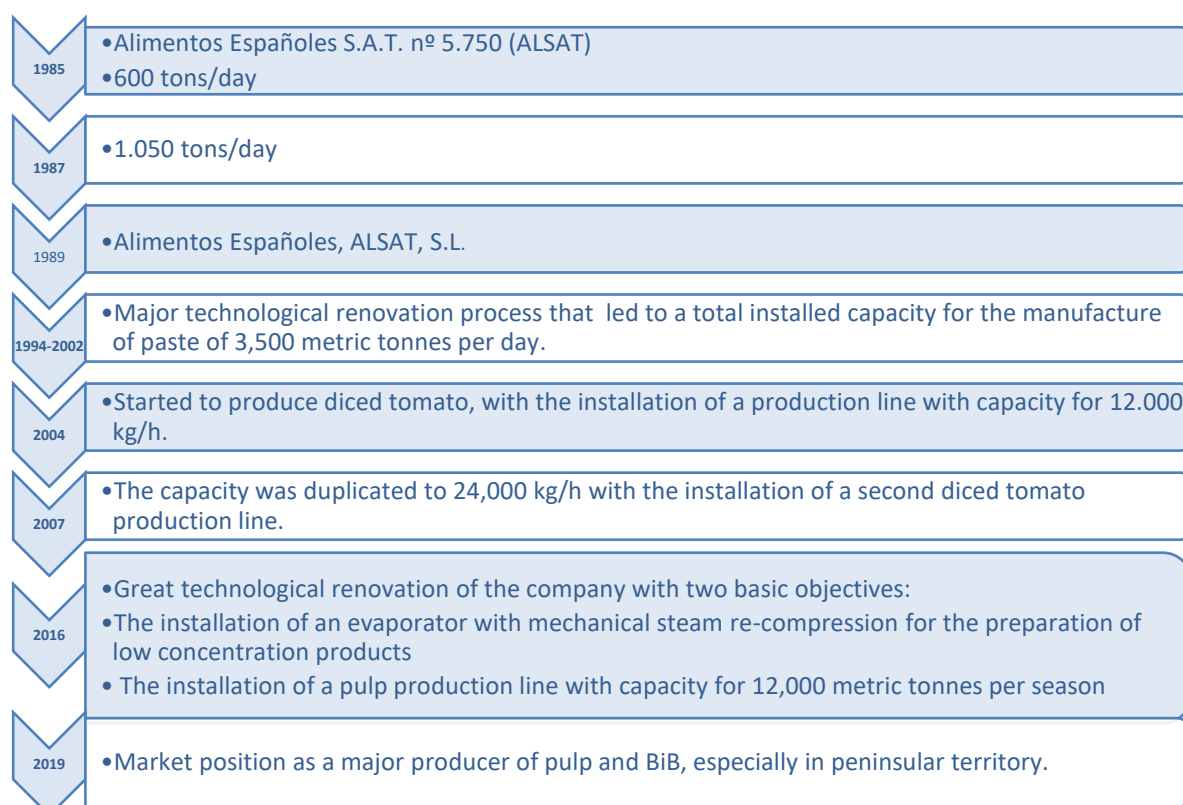 1985
•Alimentos Españoles S.A.T. nº 5.750 (ALSAT)
•600 tons/day
1987
•1.050 tons/day
1989
•Alimentos Españoles, ALSAT, S.L.
1994-2002
•Major technological renovation process that led to a total installed capacity for the manufacture
of paste of 3,500 metric tonnes per day.
2004
•Started to produce diced tomato, with the installation of a production line with capacity for 12.000
kg/h.
2007
•The capacity was duplicated to 24,000 kg/h with the installation of a second diced tomato
production line.
2016
•Great technological renovation of the company with two basic objectives:
•The installation of an evaporator with mechanical steam re-compression for the preparation of
low concentration products
• The installation of a pulp production line with capacity for 12,000 metric tonnes per season
2019
•Market position as a major producer of pulp and BiB, especially in peninsular territory.